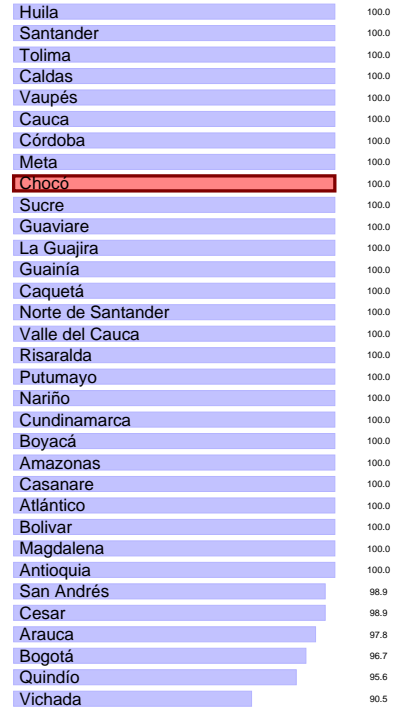 Huila 100.0
Santander 100.0
Tolima 100.0
Caldas 100.0
Vaupés 100.0
Cauca 100.0
Córdoba 100.0
Meta 100.0
Chocó 100.0
Sucre 100.0
Guaviare 100.0
La Guajira 100.0
Guainía 100.0
Caquetá 100.0
Norte de Santander 100.0
Valle del Cauca 100.0
Risaralda 100.0
Putumayo 100.0
Nariño 100.0
Cundinamarca 100.0
Boyacá 100.0
Amazonas 100.0
Casanare 100.0
Atlántico 100.0
Bolivar 100.0
Magdalena 100.0
Antioquia 100.0
San Andrés 98.9
Cesar 98.9
Arauca 97.8
Bogotá 96.7
Quindío 95.6
Vichada 90.5